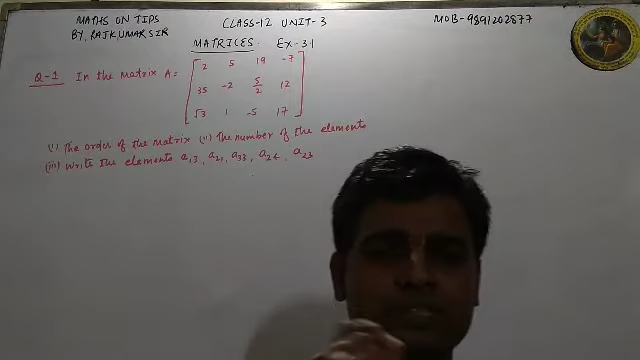 MATHS ON TIPS CLASS-12 UNIT-3 MOB-9891202877
BY, RAJKUMAR SIR
MATRICES. EX-3.1
Q-1 In the matrix A = [ 2 5 19 -7
35 -2 5/2 12
√3 1 -5 17 ]
(i) The order of the matrix (ii) The number of the elements
(iii) Write the elements a13, a21, a33, a24, a23